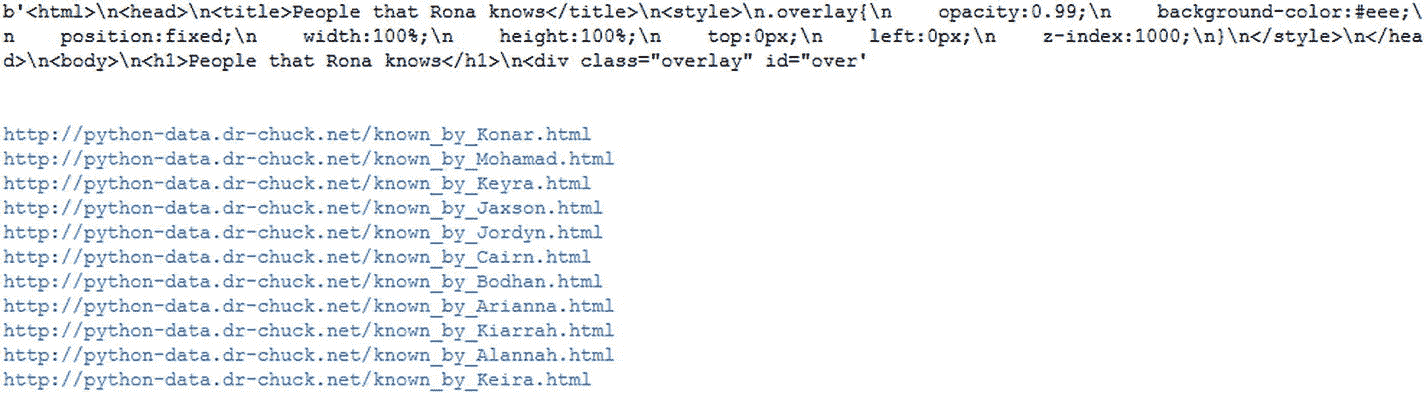 b'<html>\n<head>\n<title>People that Rona knows</title>\n<style>\n.overlay{\n    opacity:0.99;\n    background-color:#eee;\
n    position:fixed;\n    width:100%;\n    height:100%;\n    top:0px;\n    left:0px;\n    z-index:1000;\n}\n</style>\n</hea
d>\n<body>\n<h1>People that Rona knows</h1>\n<div class="overlay" id="over'
http://python-data.dr-chuck.net/known_by_Konar.html
http://python-data.dr-chuck.net/known_by_Mohamad.html
http://python-data.dr-chuck.net/known_by_Keyra.html
http://python-data.dr-chuck.net/known_by_Jaxson.html
http://python-data.dr-chuck.net/known_by_Jordyn.html
http://python-data.dr-chuck.net/known_by_Cairn.html
http://python-data.dr-chuck.net/known_by_Bodhan.html
http://python-data.dr-chuck.net/known_by_Arianna.html
http://python-data.dr-chuck.net/known_by_Kiarrah.html
http://python-data.dr-chuck.net/known_by_Alannah.html
http://python-data.dr-chuck.net/known_by_Keira.html